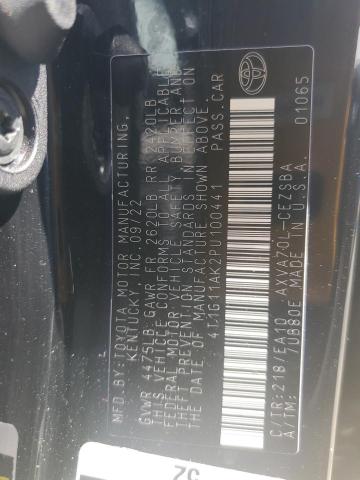 MFD.BY:TOYOTA MOTOR MANUFACTURING,
KENTUCKY, INC. 09/22
GVWR 4475LB:GAWR FR 2620LB RR 2420LB
THIS VEHICLE CONFORMS TO ALL APPLICABLE
FEDERAL MOTOR VEHICLE SAFETY,BUMPER,AND
THEFT PREVENTION STANDARDS IN EFFECT ON
THE DATE OF MANUFACTURE SHOWN ABOVE.
4T1G11AK2PU100441 PASS.CAR
C/TR:218/EA10 AXVA70L-CEZSBA
A/TM: /UB80E MADE IN U.S.A. 01065